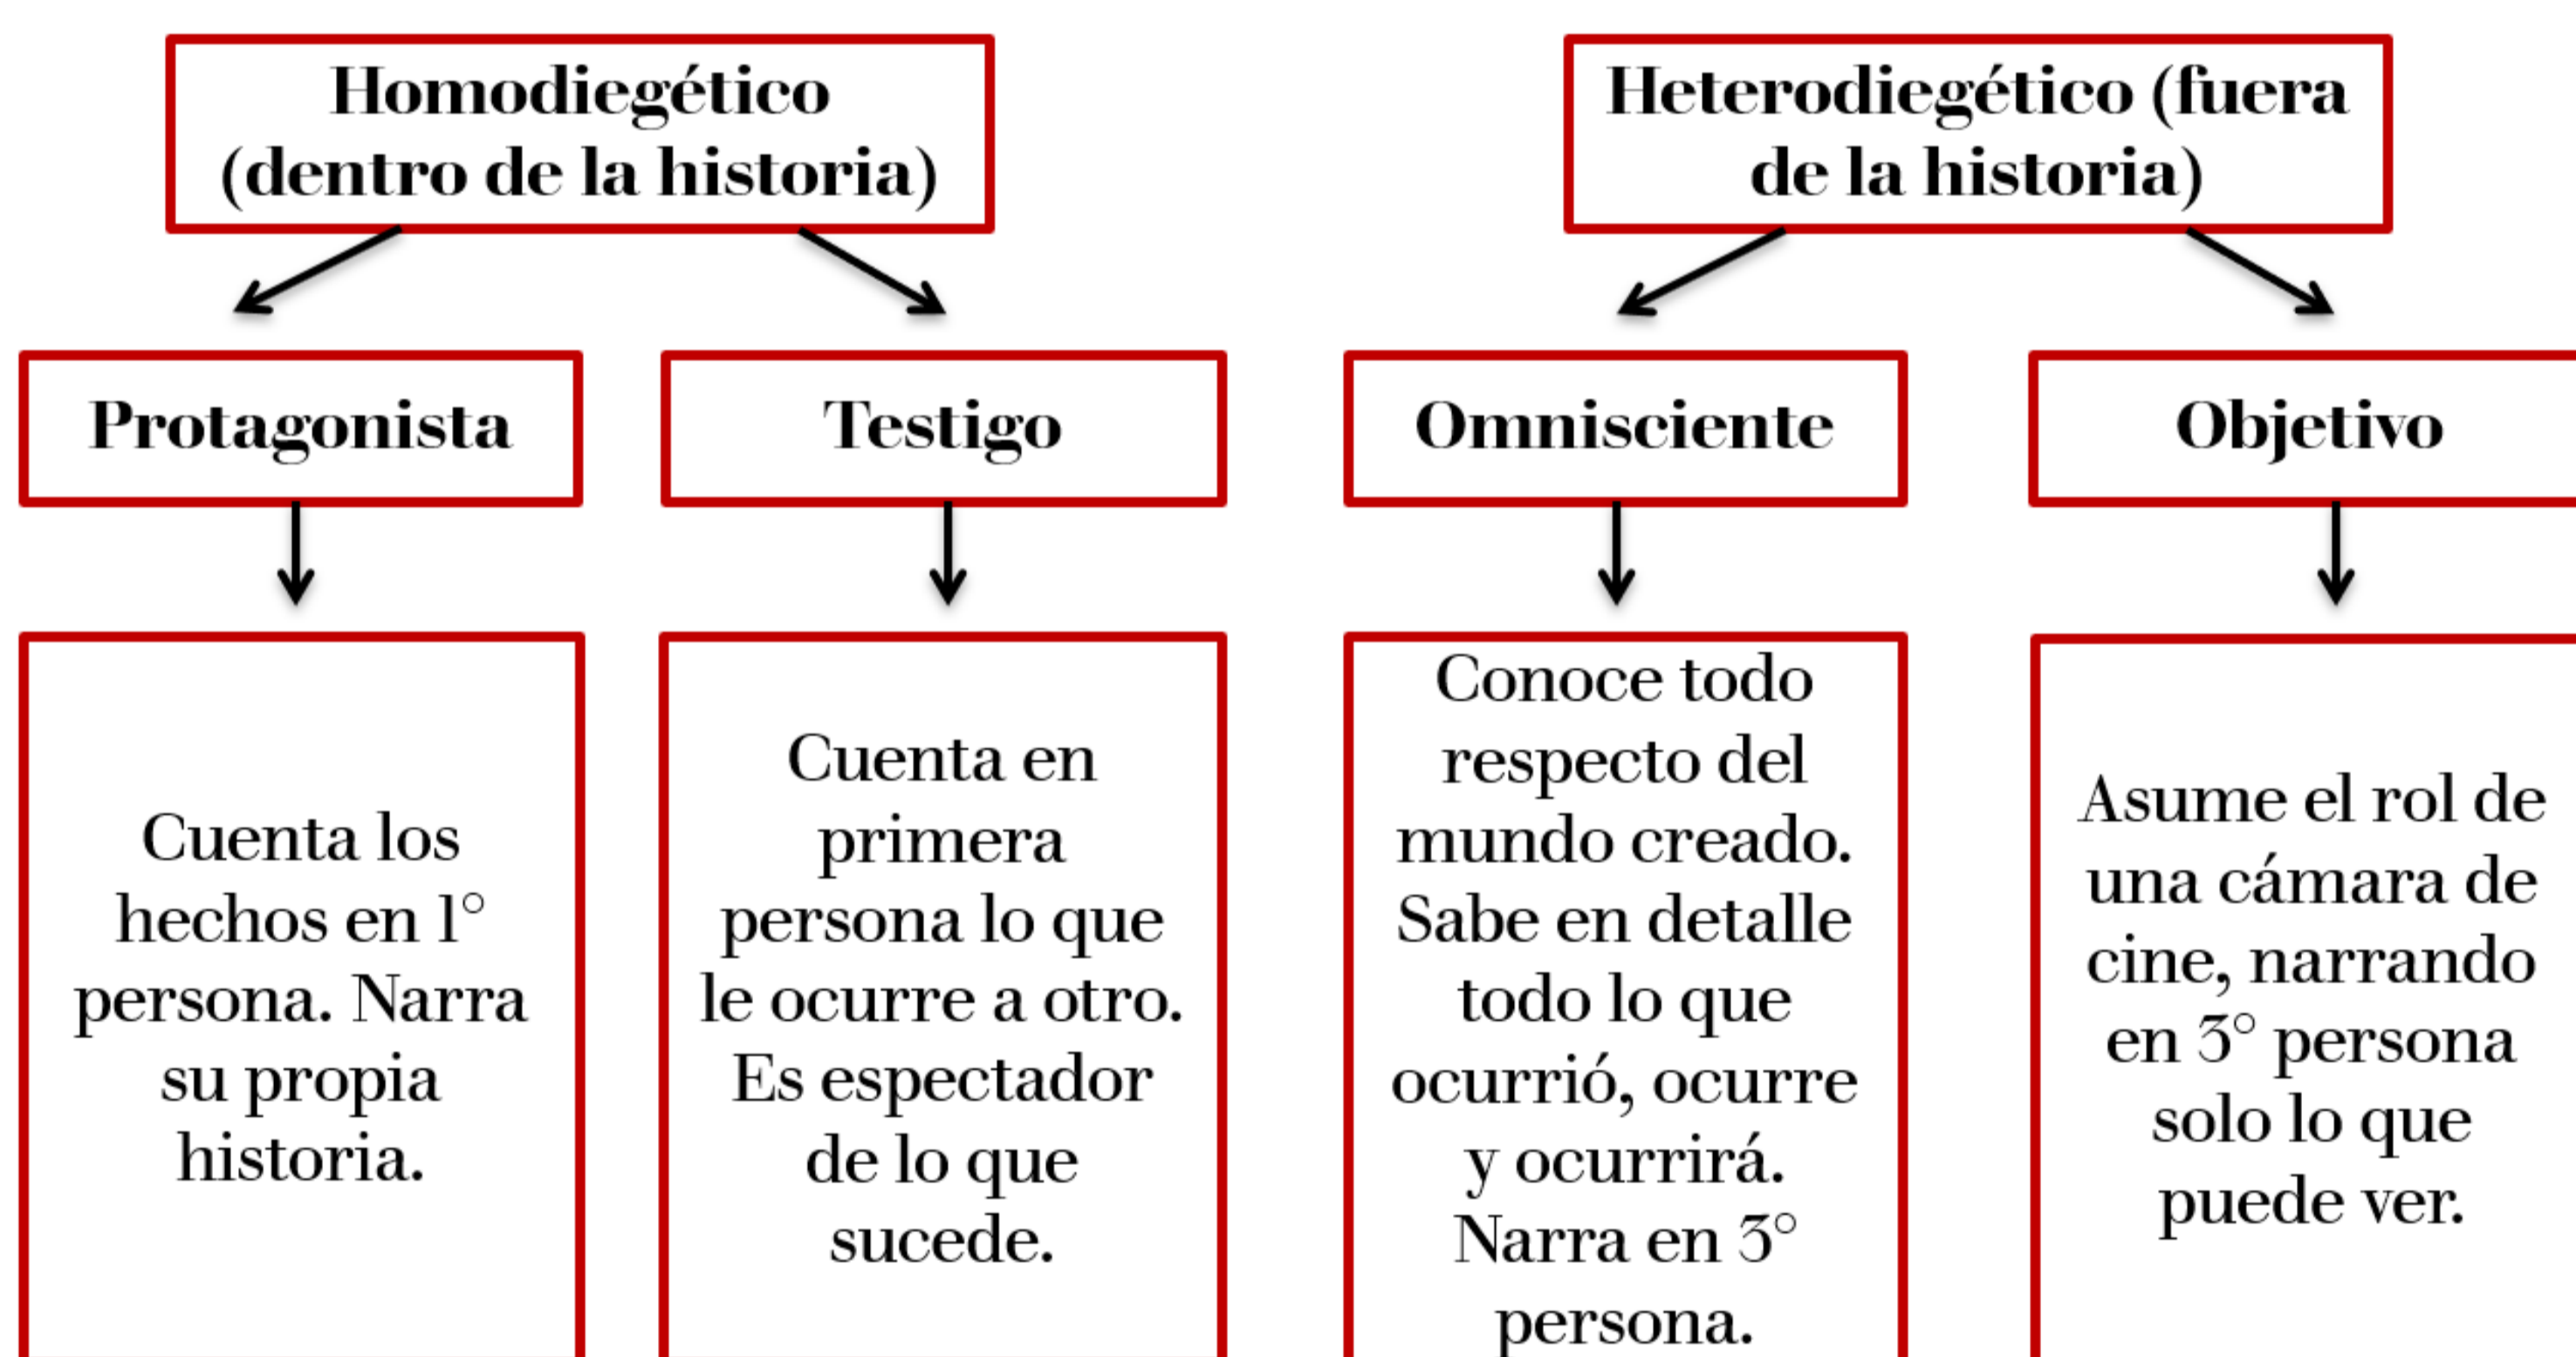 Homodiegético
(dentro de la historia)
Heterodiegético (fuera
de la historia)
Protagonista
Testigo
Omnisciente
Objetivo
Cuenta los
hechos en 1°
persona. Narra
su propia
historia.
Cuenta en
primera
persona lo que
le ocurre a otro.
Es espectador
de lo que
sucede.
Conoce todo
respecto del
mundo creado.
Sabe en detalle
todo lo que
ocurrió, ocurre
y ocurrirá.
Narra en 3°
persona.
Asume el rol de
una cámara de
cine, narrando
en 3° persona
solo lo que
puede ver.